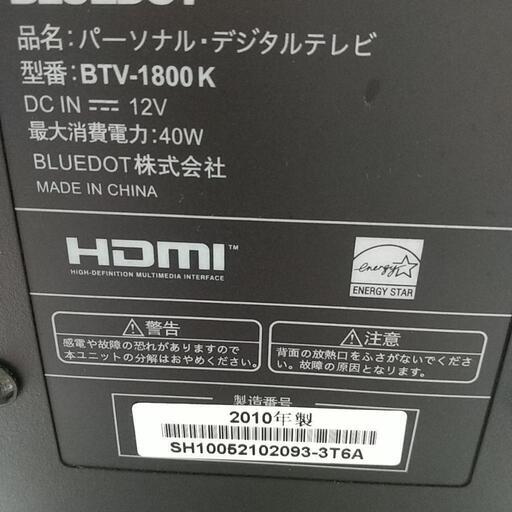 BLUEDOT
品名:パーソナル・デジタルテレビ
型番:BTV-1800K
DC IN ⎓ 12V
最大消費電力:40W
BLUEDOT株式会社
MADE IN CHINA
HDMI™
HIGH-DEFINITION MULTIMEDIA INTERFACE
energy
ENERGY STAR
⚠警告
感電や故障の恐れがありますので
本ユニットの分解はおやめください。
⚠注意
背面の放熱口をふさがないでくださ
い。故障の原因となります。
製造番号
2010年製
SH10052102093-3T6A